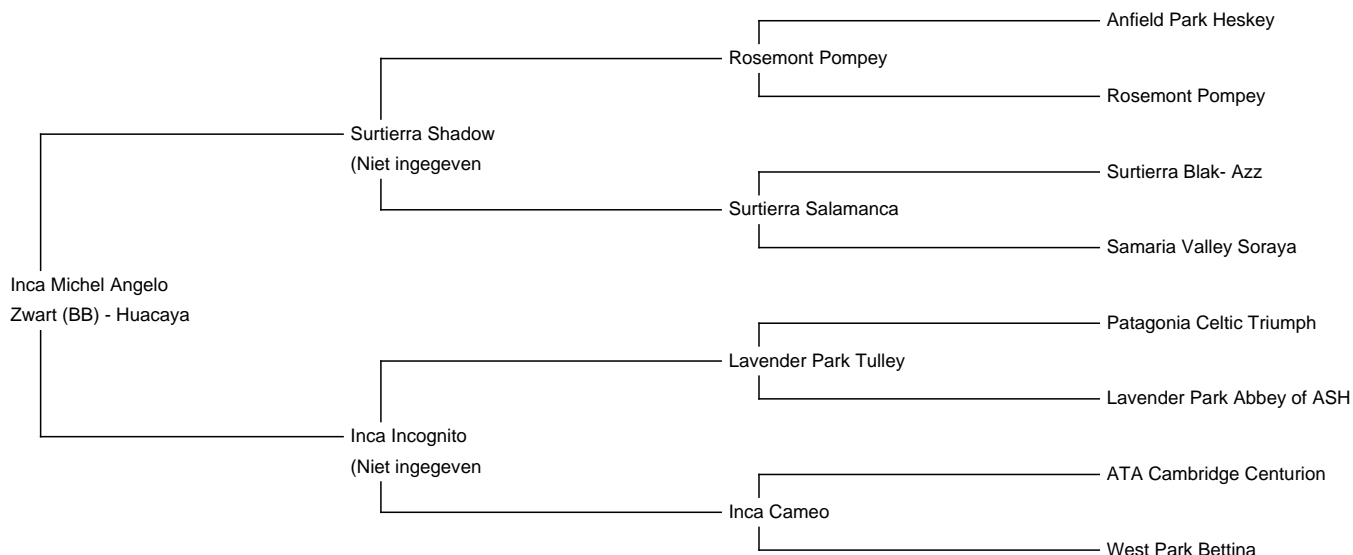 Anfield Park Heskey
Rosemont Pompey
Rosemont Pompey
Surtierra Shadow
(Niet ingegeven
Surtierra Blak- Azz
Surtierra Salamanca
Samaria Valley Soraya
Inca Michel Angelo
Zwart (BB) - Huacaya
Patagonia Celtic Triumph
Lavender Park Tulley
Lavender Park Abbey of ASH
Inca Incognito
(Niet ingegeven
ATA Cambridge Centurion
Inca Cameo
West Park Bettina